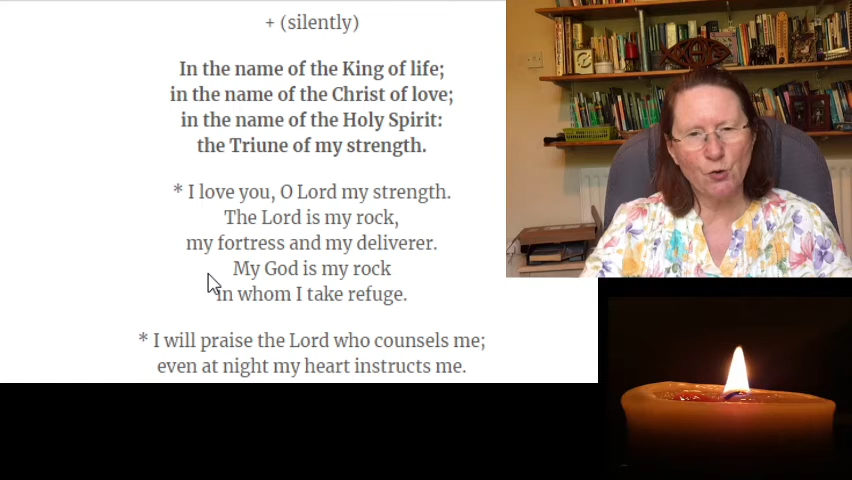 + (silently)
In the name of the King of life;
in the name of the Christ of love;
in the name of the Holy Spirit:
the Triune of my strength.
* I love you, O Lord my strength.
The Lord is my rock,
my fortress and my deliverer.
My God is my rock
in whom I take refuge.
* I will praise the Lord who counsels me;
even at night my heart instructs me.